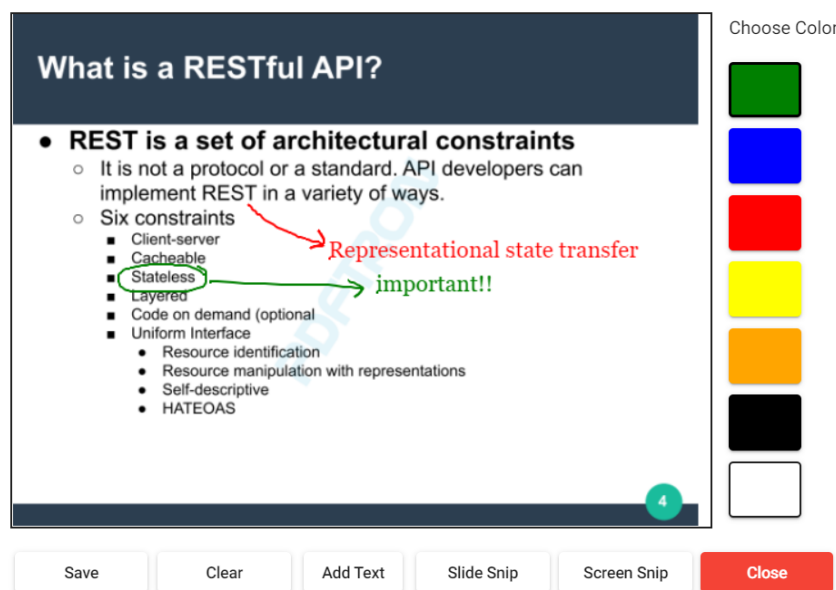 Choose Color
What is a RESTful API?
● REST is a set of architectural constraints
○ It is not a protocol or a standard. API developers can
implement REST in a variety of ways.
○ Six constraints
■ Client-server
Representational state transfer
■ Cacheable
■ Stateless
important!!
■ Layered
■ Code on demand (optional
■ Uniform Interface
● Resource identification
● Resource manipulation with representations
● Self-descriptive
● HATEOAS
PDFTRON
4
Save Clear Add Text Slide Snip Screen Snip Close